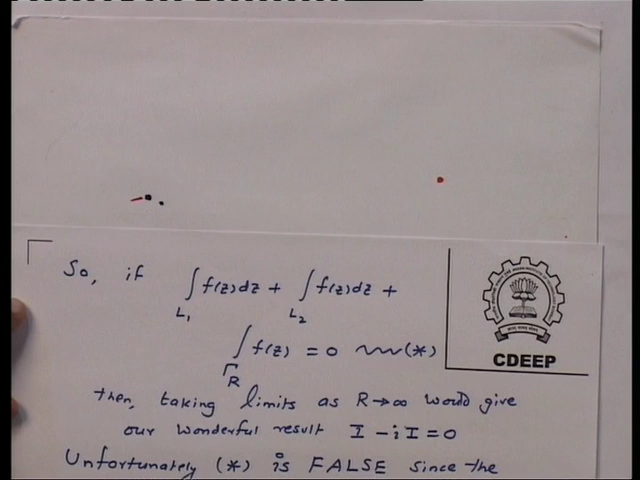 So, if ∫_{L₁} f(z)dz + ∫_{L₂} f(z)dz +
∫_{Γ_R} f(z) = 0 ~~~(*)
then, taking limits as R→∞ would give
our wonderful result I - iI = 0
Unfortunately (*) is FALSE since the
CDEEP